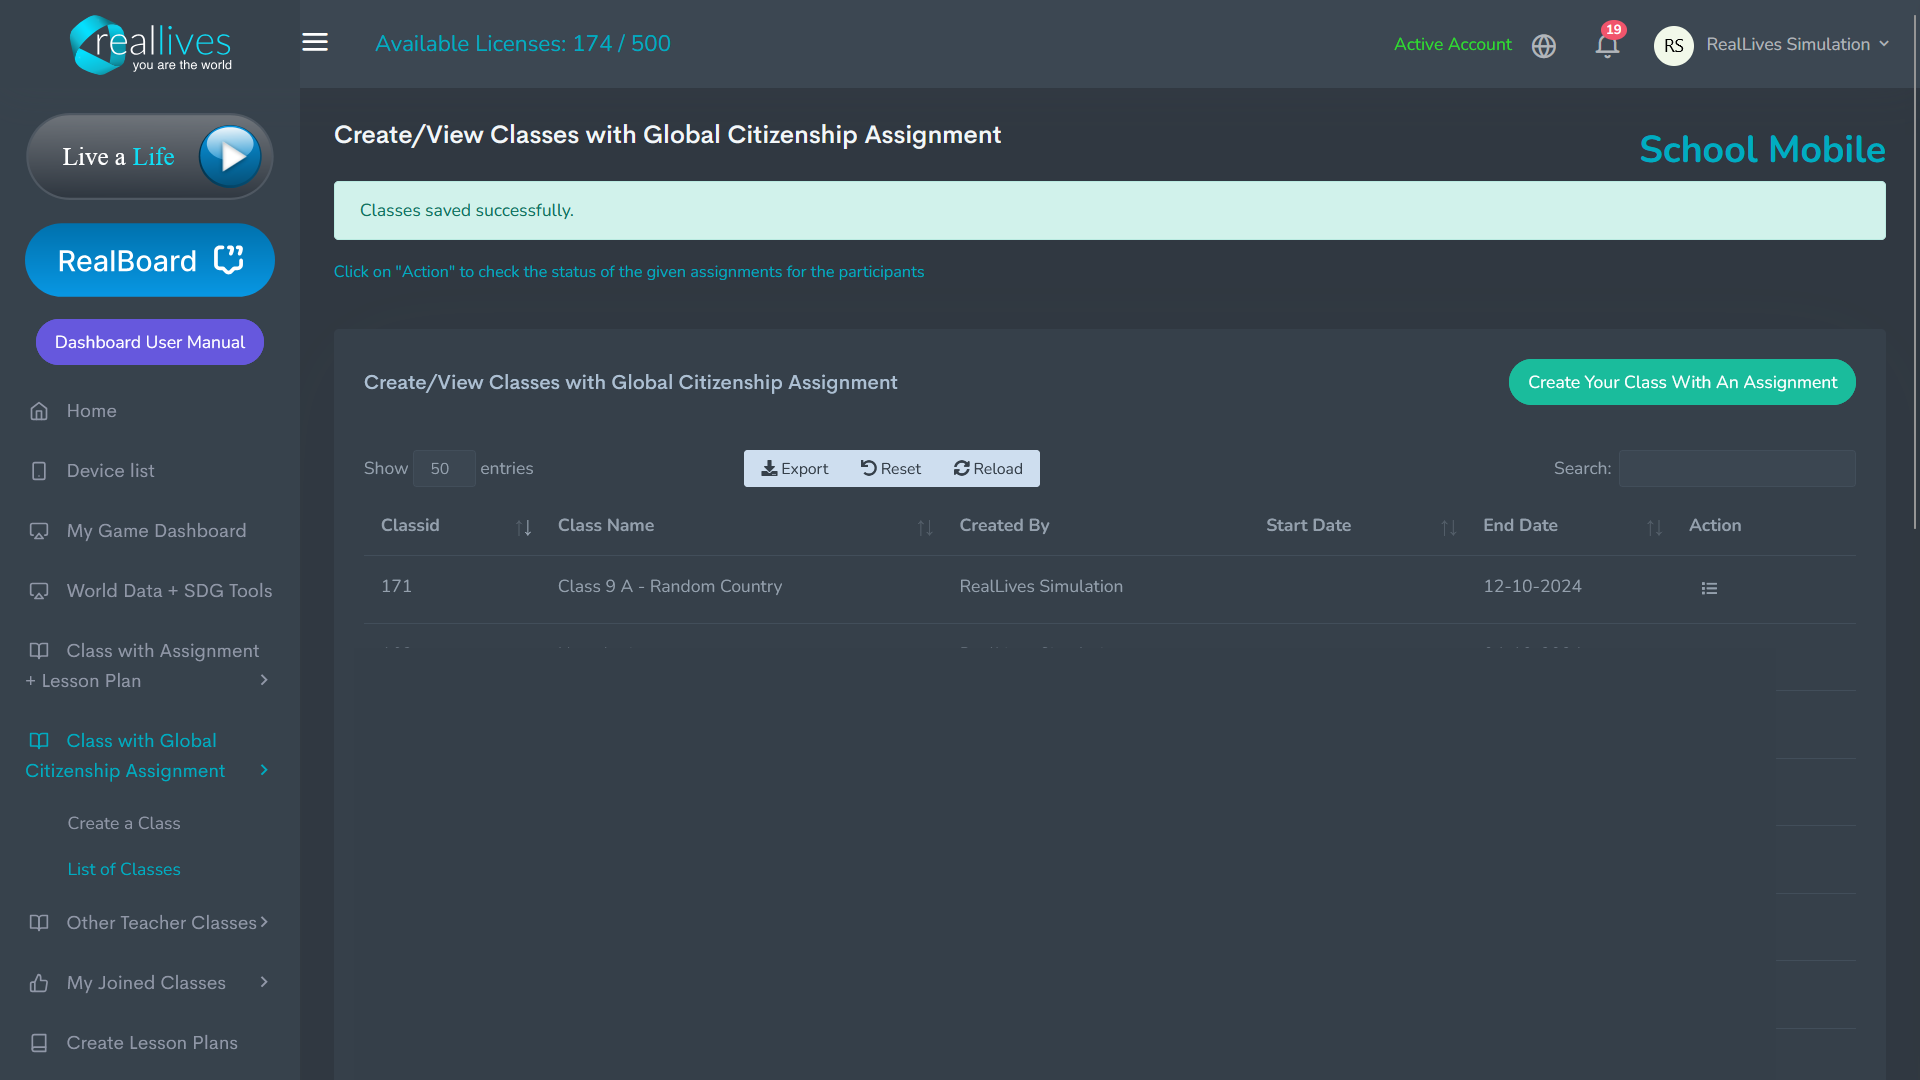 reallives
you are the world
Available Licenses: 174 / 500
Active Account
19
RS
RealLives Simulation
Live a Life
RealBoard
Dashboard User Manual
Home
Device list
My Game Dashboard
World Data + SDG Tools
Class with Assignment
+ Lesson Plan
Class with Global
Citizenship Assignment
Create a Class
List of Classes
Other Teacher Classes
My Joined Classes
Create Lesson Plans
Create/View Classes with Global Citizenship Assignment
School Mobile
Classes saved successfully.
Click on "Action" to check the status of the given assignments for the participants
Create/View Classes with Global Citizenship Assignment
Create Your Class With An Assignment
Show 50 entries
Export Reset Reload
Search:
Classid Class Name Created By Start Date End Date Action
171 Class 9 A - Random Country RealLives Simulation 12-10-2024